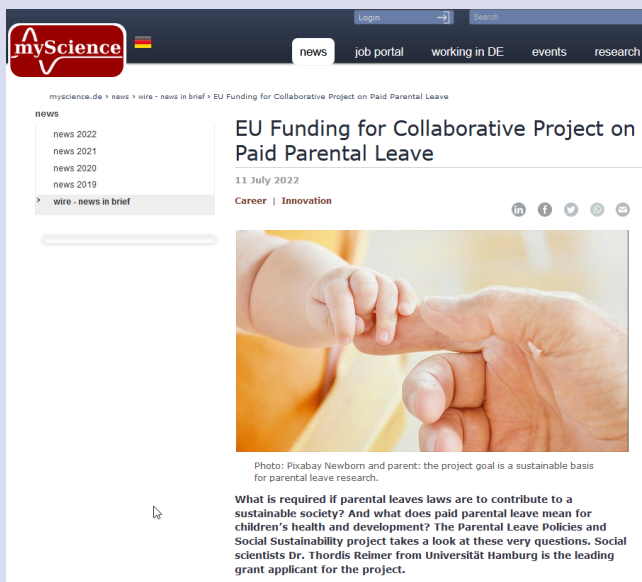 Login
Search
myScience
news
job portal
working in DE
events
research
myscience.de > news > wire - news in brief > EU Funding for Collaborative Project on Paid Parental Leave
news
news 2022
news 2021
news 2020
news 2019
> wire - news in brief
EU Funding for Collaborative Project on
Paid Parental Leave
11 July 2022
Career | Innovation
in f
Photo: Pixabay Newborn and parent: the project goal is a sustainable basis
for parental leave research.
What is required if parental leaves laws are to contribute to a
sustainable society? And what does paid parental leave mean for
children's health and development? The Parental Leave Policies and
Social Sustainability project takes a look at these very questions. Social
scientists Dr. Thordis Reimer from Universität Hamburg is the leading
grant applicant for the project.